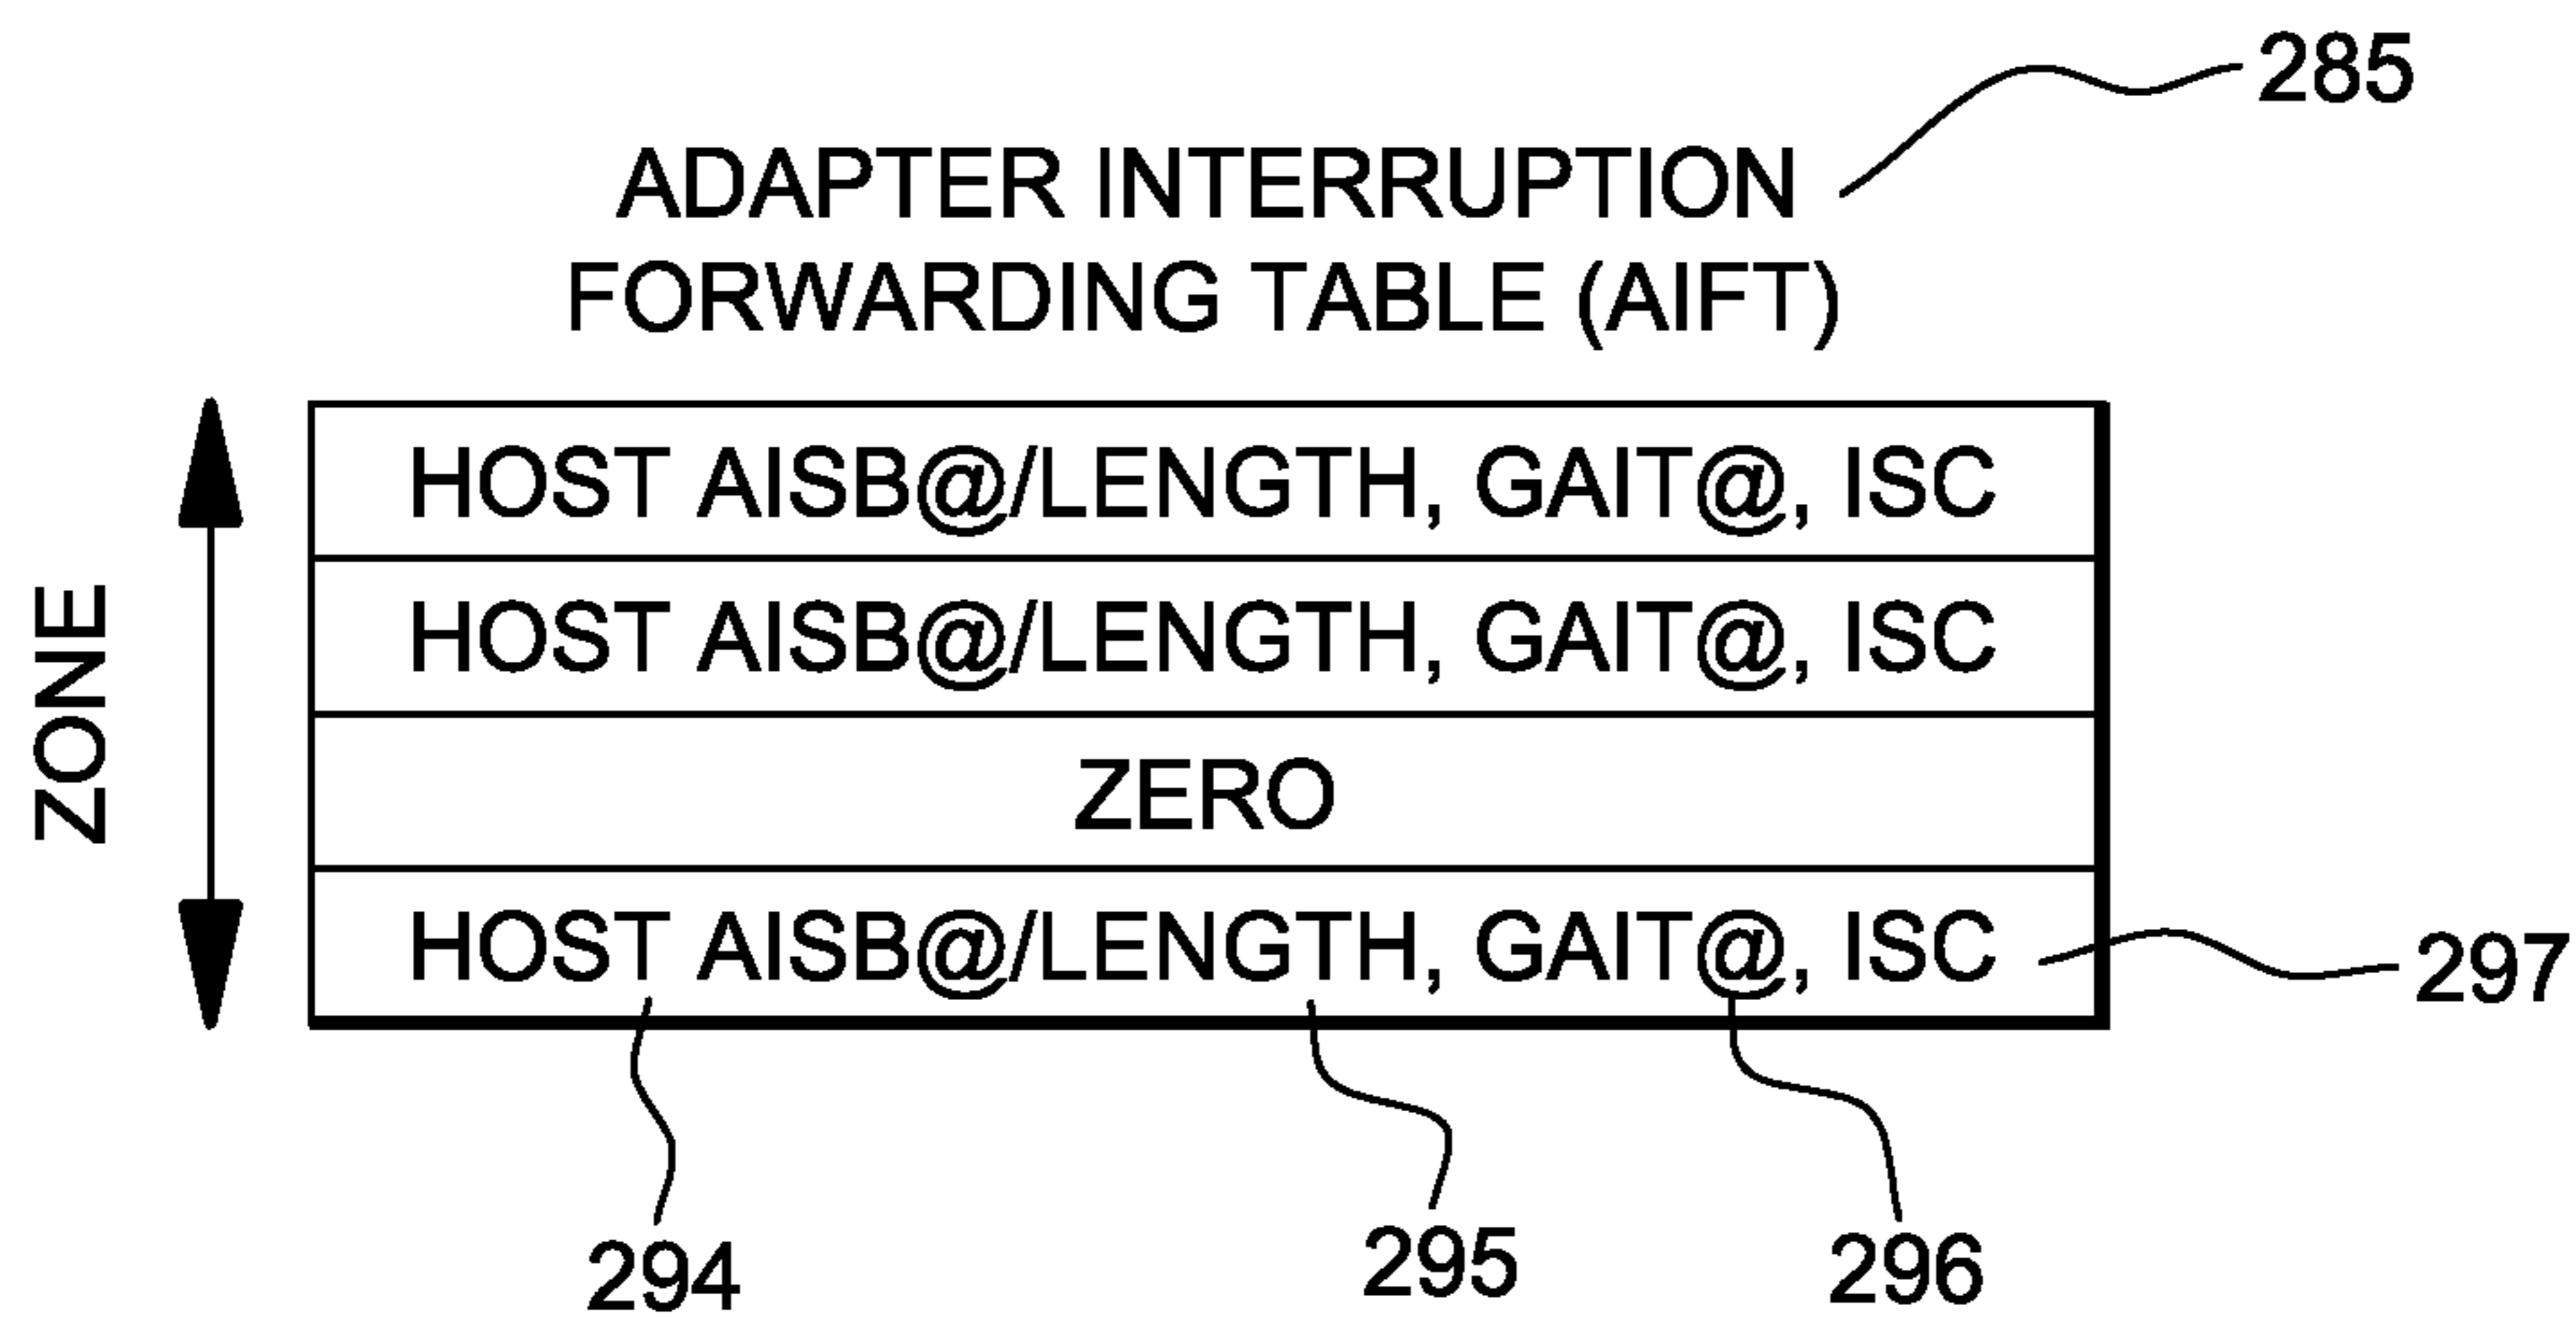 285
ADAPTER INTERRUPTION
FORWARDING TABLE (AIFT)
ZONE
HOST AISB@/LENGTH, GAIT@, ISC
HOST AISB@/LENGTH, GAIT@, ISC
ZERO
HOST AISB@/LENGTH, GAIT@, ISC
297
294
295
296